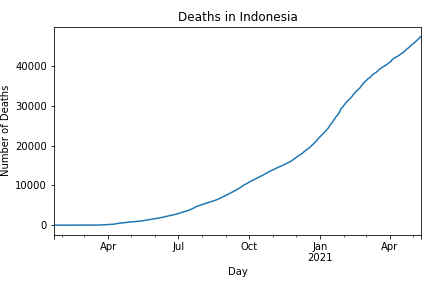 Deaths in Indonesia
Number of Deaths
40000
30000
20000
10000
0
Apr
Jul
Oct
Jan
2021
Apr
Day